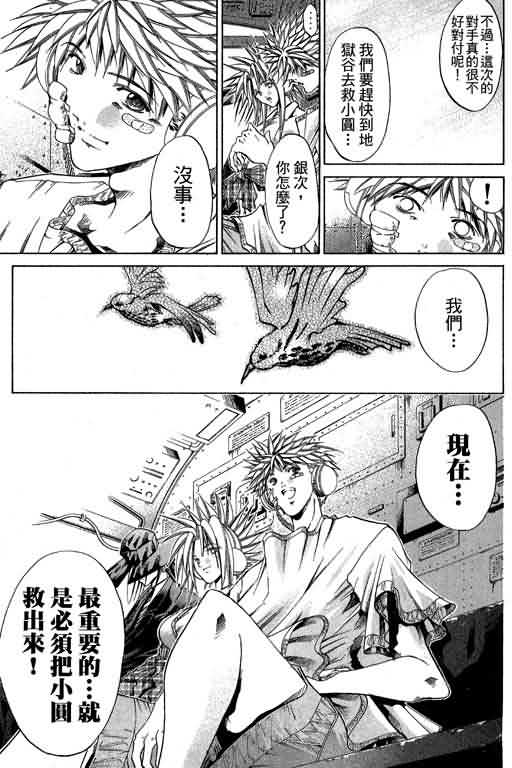 不過…這次的
對手真的很不
好對付呢！
我們要趕快到地
獄谷去救小圓…
…
！
銀次，
你怎麼了？
沒事…
我們…
現在…
最重要的…就
是必須把小圓
救出來！